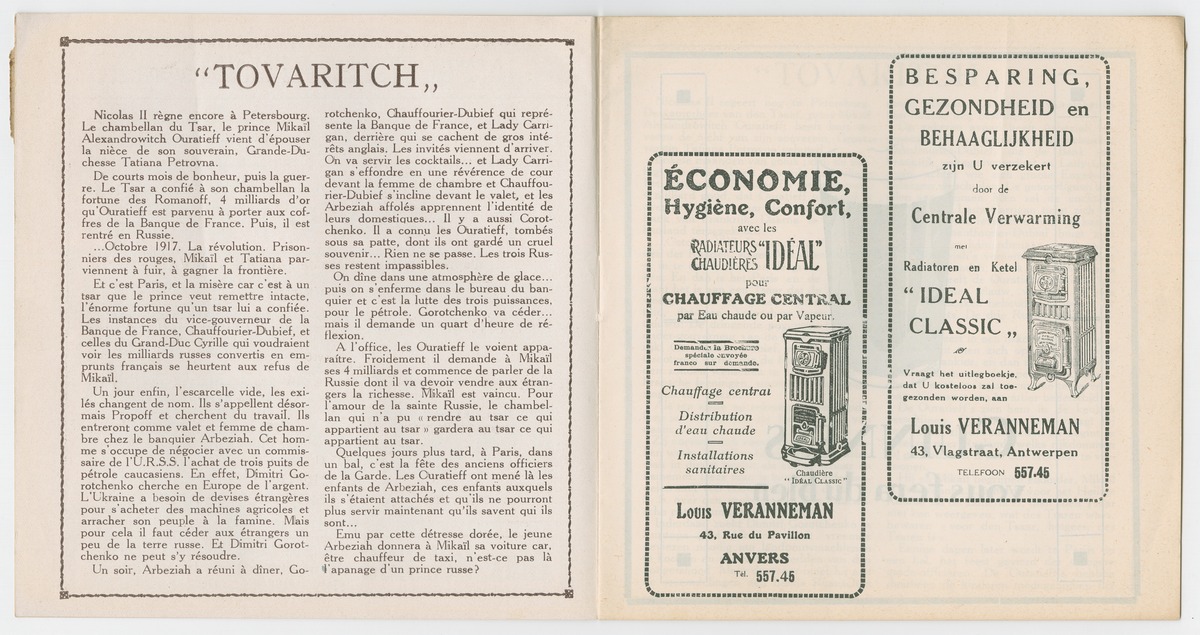 “TOVARITCH„
Nicolas II règne encore à Petersbourg.
Le chambellan du Tsar, le prince Mikaïl
Alexandrowitch Ouratieff vient d'épouser
la nièce de son souverain, Grande-Du-
chesse Tatiana Petrovna.
De courts mois de bonheur, puis la guer-
re. Le Tsar a confié à son chambellan la
fortune des Romanoff, 4 milliards d'or
qu'Ouratieff est parvenu à porter aux cof-
fres de la Banque de France. Puis, il est
rentré en Russie.
...Octobre 1917. La révolution. Prison-
niers des rouges, Mikaïl et Tatiana par-
viennent à fuir, à gagner la frontière.
Et c'est Paris, et la misère car c'est à un
tsar que le prince veut remettre intacte,
l'énorme fortune qu'un tsar lui a confiée.
Les instances du vice-gouverneur de la
Banque de France, Chauffourier-Dubief, et
celles du Grand-Duc Cyrille qui voudraient
voir les milliards russes convertis en em-
prunts français se heurtent aux refus de
Mikaïl.
Un jour enfin, l'escarcelle vide, les exi-
lés changent de nom. Ils s'appellent désor-
mais Propoff et cherchent du travail. Ils
entreront comme valet et femme de cham-
bre chez le banquier Arbeziah. Cet hom-
me s'occupe de négocier avec un commis-
saire de l'U.R.S.S. l'achat de trois puits de
pétrole caucasiens. En effet, Dimitri Go-
rotchenko cherche en Europe de l'argent.
L'Ukraine a besoin de devises étrangères
pour s'acheter des machines agricoles et
arracher son peuple à la famine. Mais
pour cela il faut céder aux étrangers un
peu de la terre russe. Et Dimitri Gorot-
chenko ne peut s'y résoudre.
Un soir, Arbeziah a réuni à dîner, Go-
rotchenko, Chauffourier-Dubief qui repré-
sente la Banque de France, et Lady Carri-
gan, derrière qui se cachent de gros inté-
rêts anglais. Les invités viennent d'arriver.
On va servir les cocktails... et Lady Carri-
gan s'effondre en une révérence de cour
devant la femme de chambre et Chauffou-
rier-Dubief s'incline devant le valet, et les
Arbeziah affolés apprennent l'identité de
leurs domestiques... Il y a aussi Corot-
chenko. Il a connu les Ouratieff, tombés
sous sa patte, dont ils ont gardé un cruel
souvenir... Rien ne se passe. Les trois Rus-
ses restent impassibles.
On dîne dans une atmosphère de glace...
puis on s'enferme dans le bureau du ban-
quier et c'est la lutte des trois puissances,
pour le pétrole. Gorotchenko va céder...
mais il demande un quart d'heure de ré-
flexion.
A l'office, les Ouratieff le voient appa-
raître. Froidement il demande à Mikaïl
ses 4 milliards et commence de parler de la
Russie dont il va devoir vendre aux étran-
gers la richesse. Mikaïl est vaincu. Pour
l'amour de la sainte Russie, le chambel-
lan qui n'a pu « rendre au tsar ce qui
appartient au tsar » gardera au tsar ce qui
appartient au tsar.
Quelques jours plus tard, à Paris, dans
un bal, c'est la fête des anciens officiers
de la Garde. Les Ouratieff ont mené là les
enfants de Arbeziah, ces enfants auxquels
ils s'étaient attachés et qu'ils ne pourront
plus servir maintenant qu'ils savent qui ils
sont...
Emu par cette détresse dorée, le jeune
Arbeziah donnera à Mikaïl sa voiture car,
être chauffeur de taxi, n'est-ce pas là
l'apanage d'un prince russe?
ÉCONOMIE,
Hygiène, Confort,
avec les
RADIATEURS “IDÉAL”
CHAUDIÈRES
pour
CHAUFFAGE CENTRAL
par Eau chaude ou par Vapeur.
Demandez la Brochure
spéciale envoyée
franco sur demande.
Chauffage central
Distribution
d'eau chaude
Installations
sanitaires
Chaudière
“IDÉAL CLASSIC”
Louis VERANNEMAN
43, Rue du Pavillon
ANVERS
Tél. 557.45
BESPARING,
GEZONDHEID en
BEHAAGLIJKHEID
zijn U verzekert
door de
Centrale Verwarming
met
Radiatoren en Ketel
“IDEAL
CLASSIC„
Vraagt het uitlegboekje,
dat U kosteloos zal toe-
gezonden worden, aan
Louis VERANNEMAN
43, Vlagstraat, Antwerpen
TELEFOON 557.45